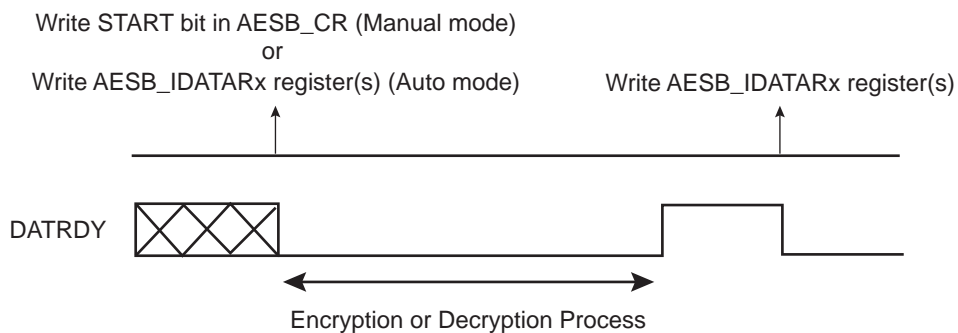 Write START bit in AESB_CR (Manual mode)
or
Write AESB_IDATARx register(s) (Auto mode)
Write AESB_IDATARx register(s)
DATRDY
Encryption or Decryption Process